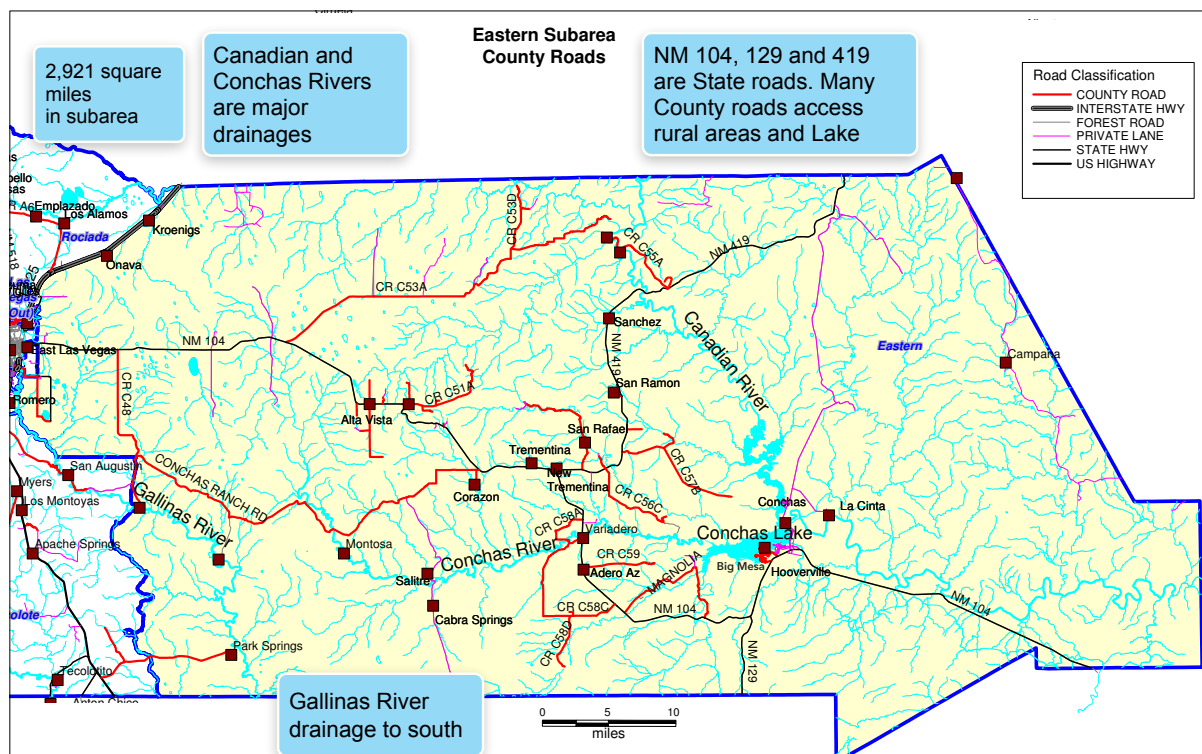 Eastern Subarea
County Roads
2,921 square
miles
in subarea
Canadian and
Conchas Rivers
are major
drainages
NM 104, 129 and 419
are State roads. Many
County roads access
rural areas and Lake
Road Classification
COUNTY ROAD
INTERSTATE HWY
FOREST ROAD
PRIVATE LANE
STATE HWY
US HIGHWAY
Emplazado
Los Alamos
Rociada
Kroenigs
Onava
CR C53D
CR C55A
NM 419
CR C53A
Sanchez
Canadian River
NM 419
Eastern
Campana
NM 104
East Las Vegas
CR C48
San Ramon
CR C51A
Romero
Alta Vista
San Rafael
Trementina
New
Trementina
CR C57B
San Augustin
CONCHAS RANCH RD
Corazon
CR C56C
Myers
Los Montoyas
Gallinas River
Conchas
La Cinta
CR C58A
Variadero
Conchas Lake
Apache Springs
Montosa
Conchas River
CR C59
Big Mesa
Hooverville
Salitre
Adero Az
MAGNOLIA
Cabra Springs
CR C58C
NM 104
NM 104
CR C58D
NM 129
Park Springs
Tecolotito
Anton Chico
Gallinas River
drainage to south
0 5 10
miles